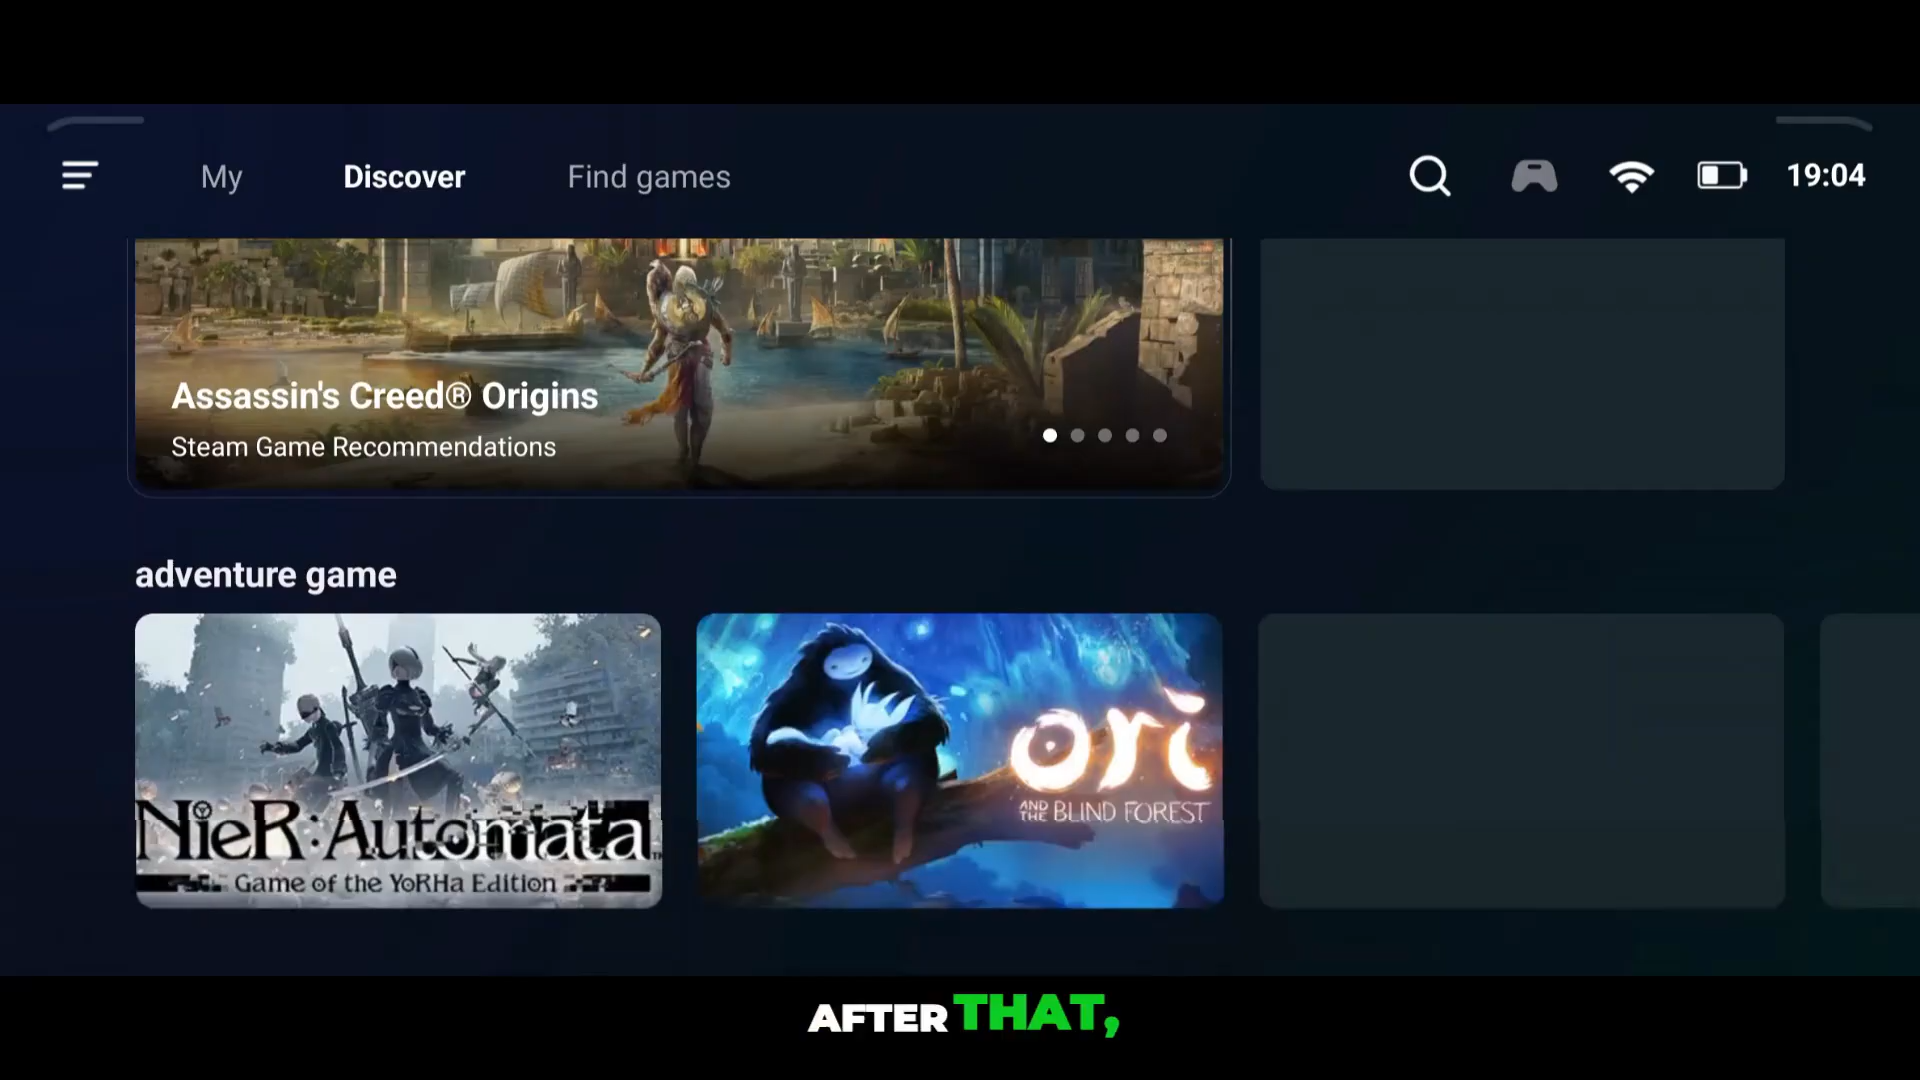 My Discover Find games 19:04
Assassin's Creed® Origins
Steam Game Recommendations
adventure game
NieR:Automata™
Game of the YoRHa Edition
ori
AND THE BLIND FOREST
AFTER THAT,